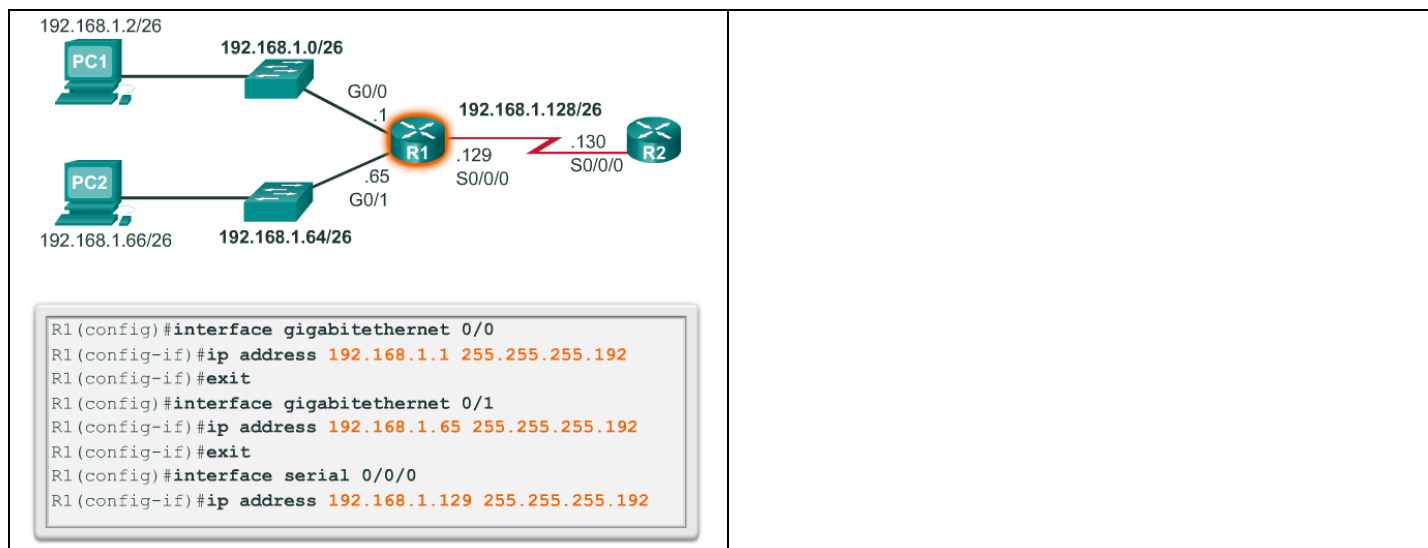 192.168.1.2/26
PC1
192.168.1.0/26
G0/0
.1
192.168.1.128/26
R1
.129
S0/0/0
.130
S0/0/0
R2
.65
G0/1
PC2
192.168.1.66/26
192.168.1.64/26
R1(config)#interface gigabitethernet 0/0
R1(config-if)#ip address 192.168.1.1 255.255.255.192
R1(config-if)#exit
R1(config)#interface gigabitethernet 0/1
R1(config-if)#ip address 192.168.1.65 255.255.255.192
R1(config-if)#exit
R1(config)#interface serial 0/0/0
R1(config-if)#ip address 192.168.1.129 255.255.255.192